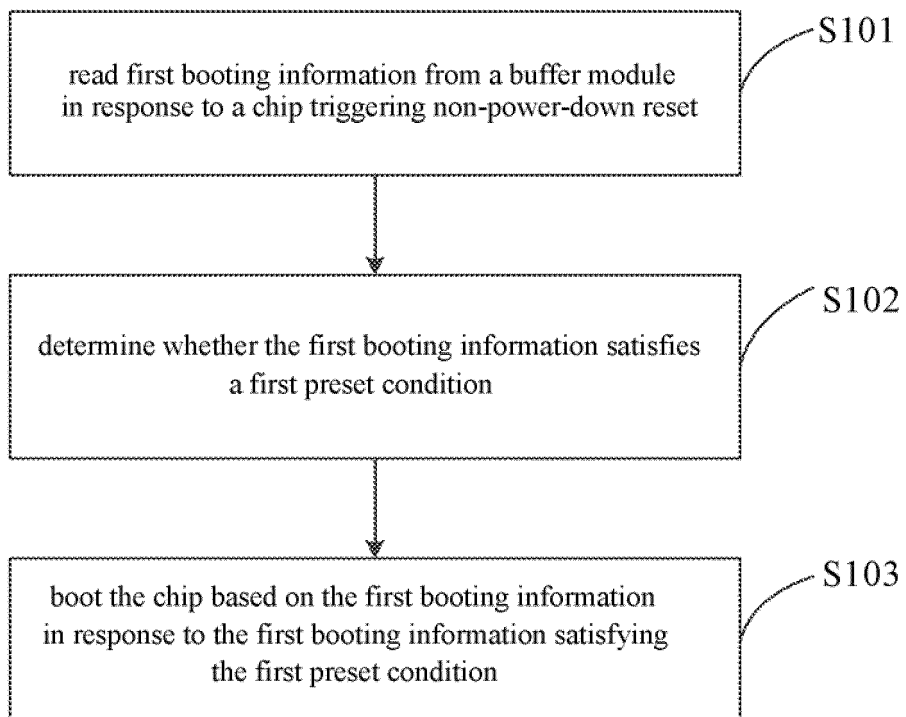 S101
read first booting information from a buffer module
in response to a chip triggering non-power-down reset
S102
determine whether the first booting information satisfies
a first preset condition
S103
boot the chip based on the first booting information
in response to the first booting information satisfying
the first preset condition